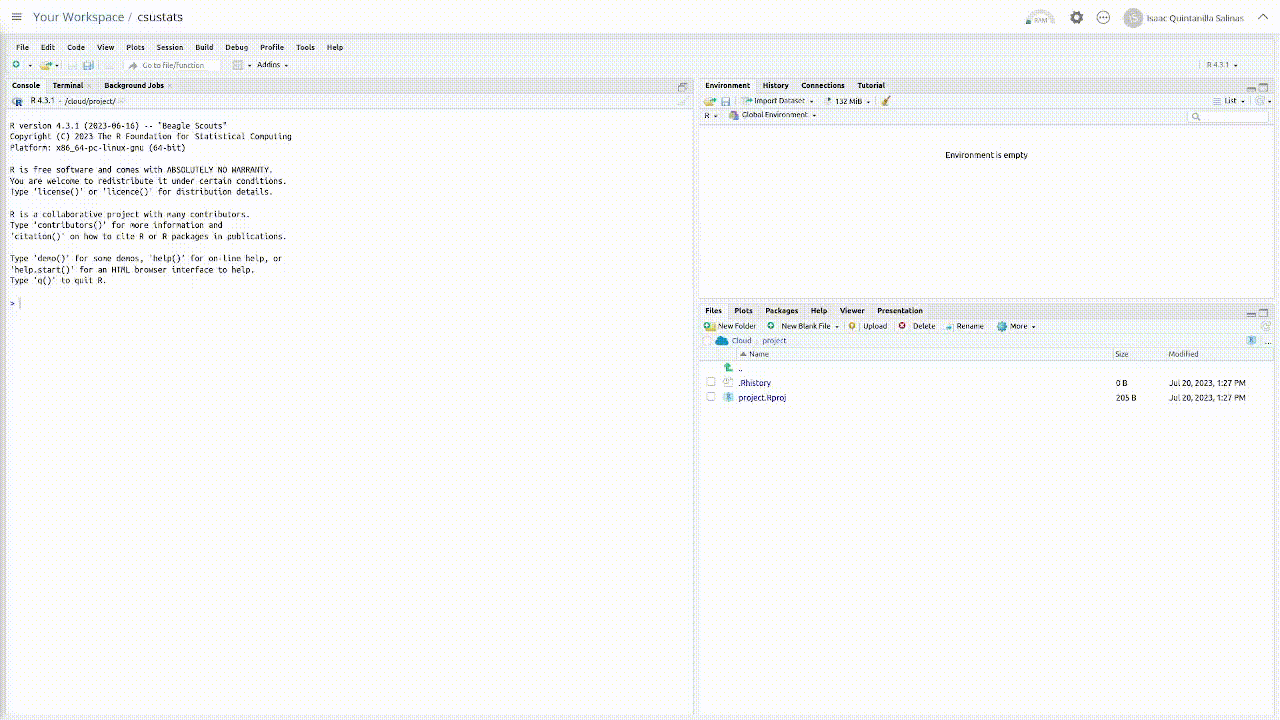 Your Workspace / csustats
RAM
Isaac Quintanilla Salinas
File Edit Code View Plots Session Build Debug Profile Tools Help
Go to file/function Addins
R 4.3.1
Console Terminal Background Jobs
R 4.3.1 · /cloud/project/
R version 4.3.1 (2023-06-16) -- "Beagle Scouts"
Copyright (C) 2023 The R Foundation for Statistical Computing
Platform: x86_64-pc-linux-gnu (64-bit)
R is free software and comes with ABSOLUTELY NO WARRANTY.
You are welcome to redistribute it under certain conditions.
Type 'license()' or 'licence()' for distribution details.
R is a collaborative project with many contributors.
Type 'contributors()' for more information and
'citation()' on how to cite R or R packages in publications.
Type 'demo()' for some demos, 'help()' for on-line help, or
'help.start()' for an HTML browser interface to help.
Type 'q()' to quit R.
>
Environment History Connections Tutorial
Import Dataset 132 MiB List
R Global Environment
Environment is empty
Files Plots Packages Help Viewer Presentation
New Folder New Blank File Upload Delete Rename More
Cloud project ...
Name Size Modified
..
.Rhistory 0 B Jul 20, 2023, 1:27 PM
project.Rproj 205 B Jul 20, 2023, 1:27 PM